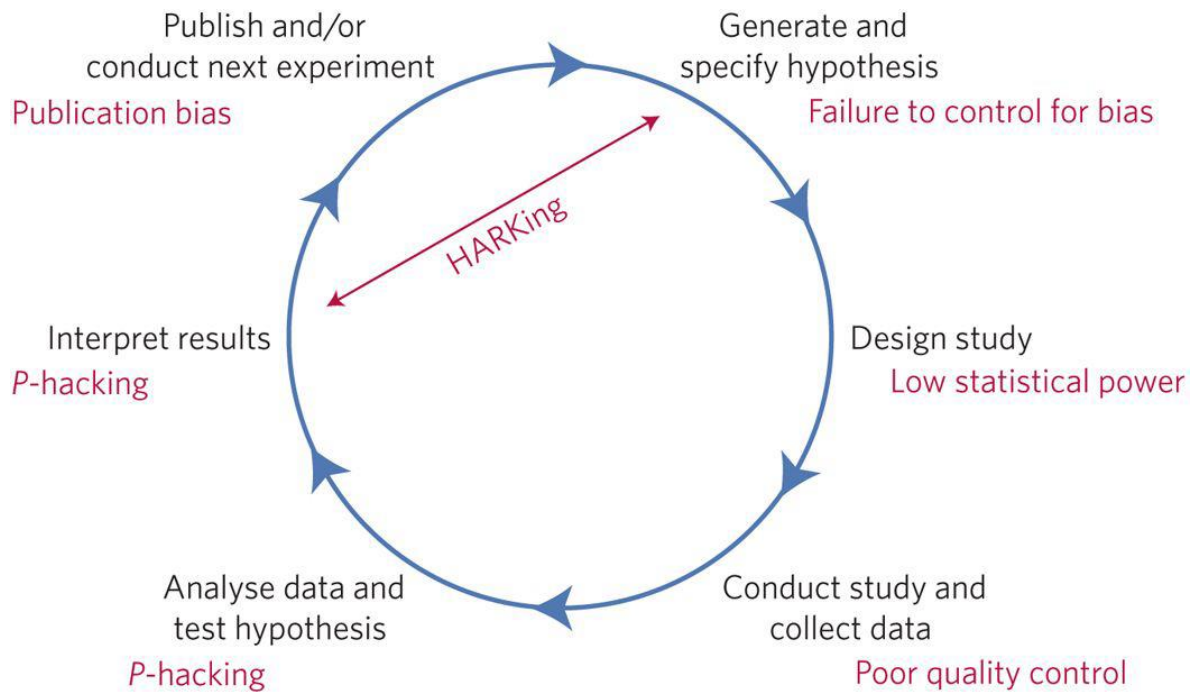 Publish and/or
conduct next experiment
Publication bias
Generate and
specify hypothesis
Failure to control for bias
HARKing
Interpret results
P-hacking
Design study
Low statistical power
Analyse data and
test hypothesis
P-hacking
Conduct study and
collect data
Poor quality control